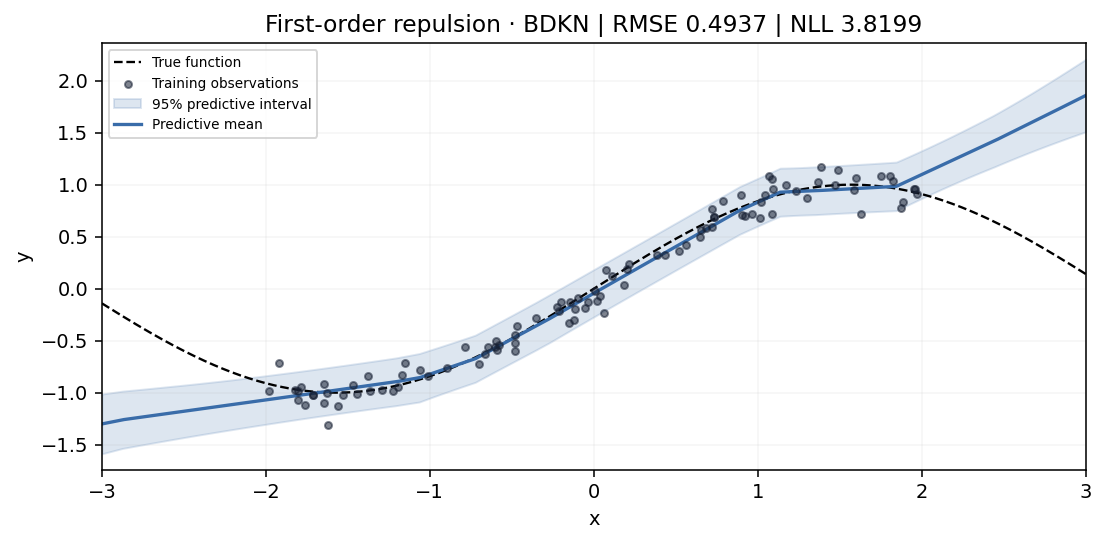 First-order repulsion · BDKN | RMSE 0.4937 | NLL 3.8199
True function
Training observations
95% predictive interval
Predictive mean
y
2.0
1.5
1.0
0.5
0.0
−0.5
−1.0
−1.5
−3 −2 −1 0 1 2 3
x